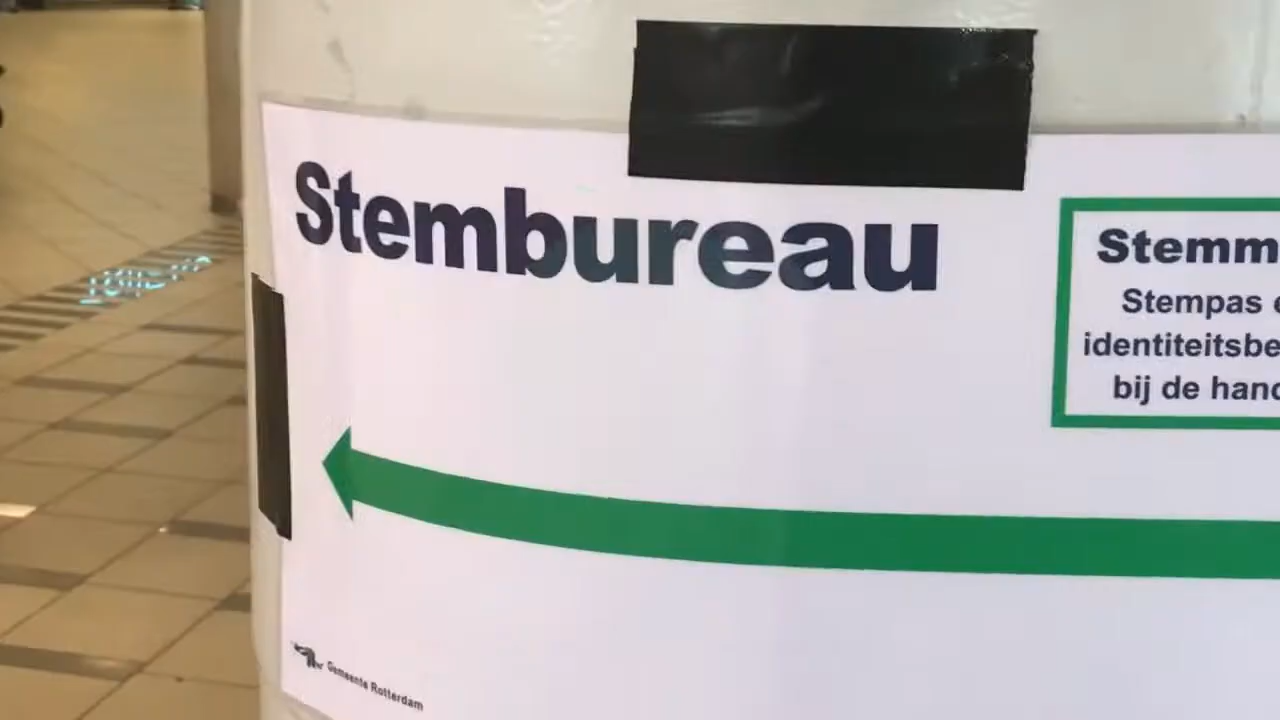 Stembureau
Stemm
Stempas
identiteitsbe
bij de hand
Gemeente Rotterdam